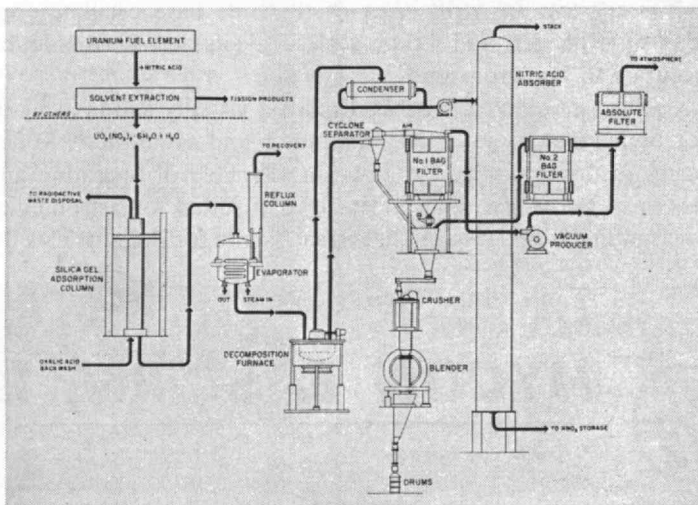 URANIUM FUEL ELEMENT
+NITRIC ACID
SOLVENT EXTRACTION
FISSION PRODUCTS
BY OTHERS
UO₂(NO₃)₂·6H₂O + H₂O
TO RADIOACTIVE
WASTE DISPOSAL
SILICA GEL
ADSORPTION
COLUMN
OXALIC ACID
BACK WASH
TO RECOVERY
REFLUX
COLUMN
EVAPORATOR
OUT
STEAM IN
DECOMPOSITION
FURNACE
CONDENSER
CYCLONE
SEPARATOR
AIR
No.1 BAG
FILTER
CRUSHER
BLENDER
DRUMS
STACK
NITRIC ACID
ABSORBER
TO HNO₃ STORAGE
No. 2
BAG
FILTER
VACUUM
PRODUCER
TO ATMOSPHERE
ABSOLUTE
FILTER